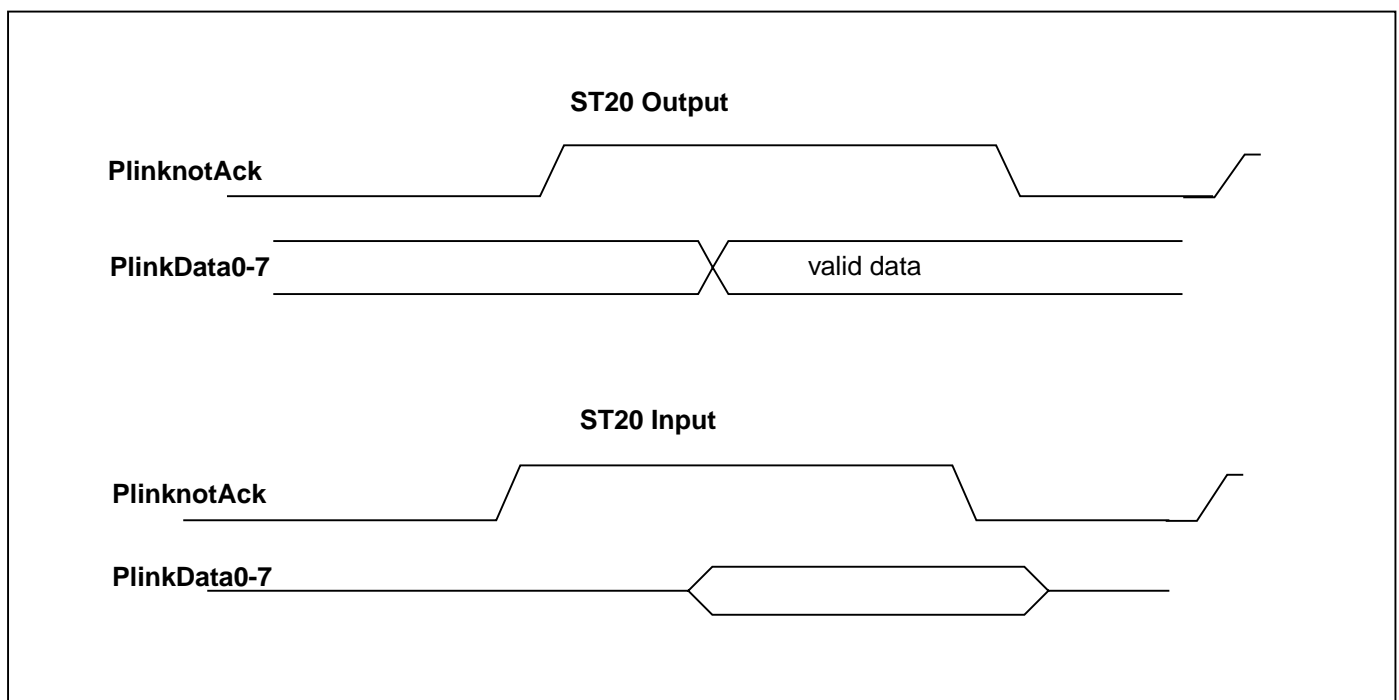 ST20 Output
PlinknotAck
PlinkData0-7
valid data
ST20 Input
PlinknotAck
PlinkData0-7